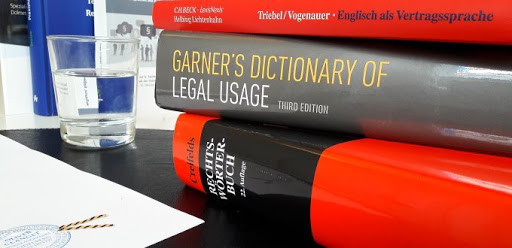 C.H.BECK
Helbing Lichtenhahn
Triebel/Vogenauer · Englisch als Vertragssprache
GARNER'S DICTIONARY OF
LEGAL USAGE THIRD EDITION
Creifelds
RECHTS-
WÖRTER-
BUCH
22. Auflage